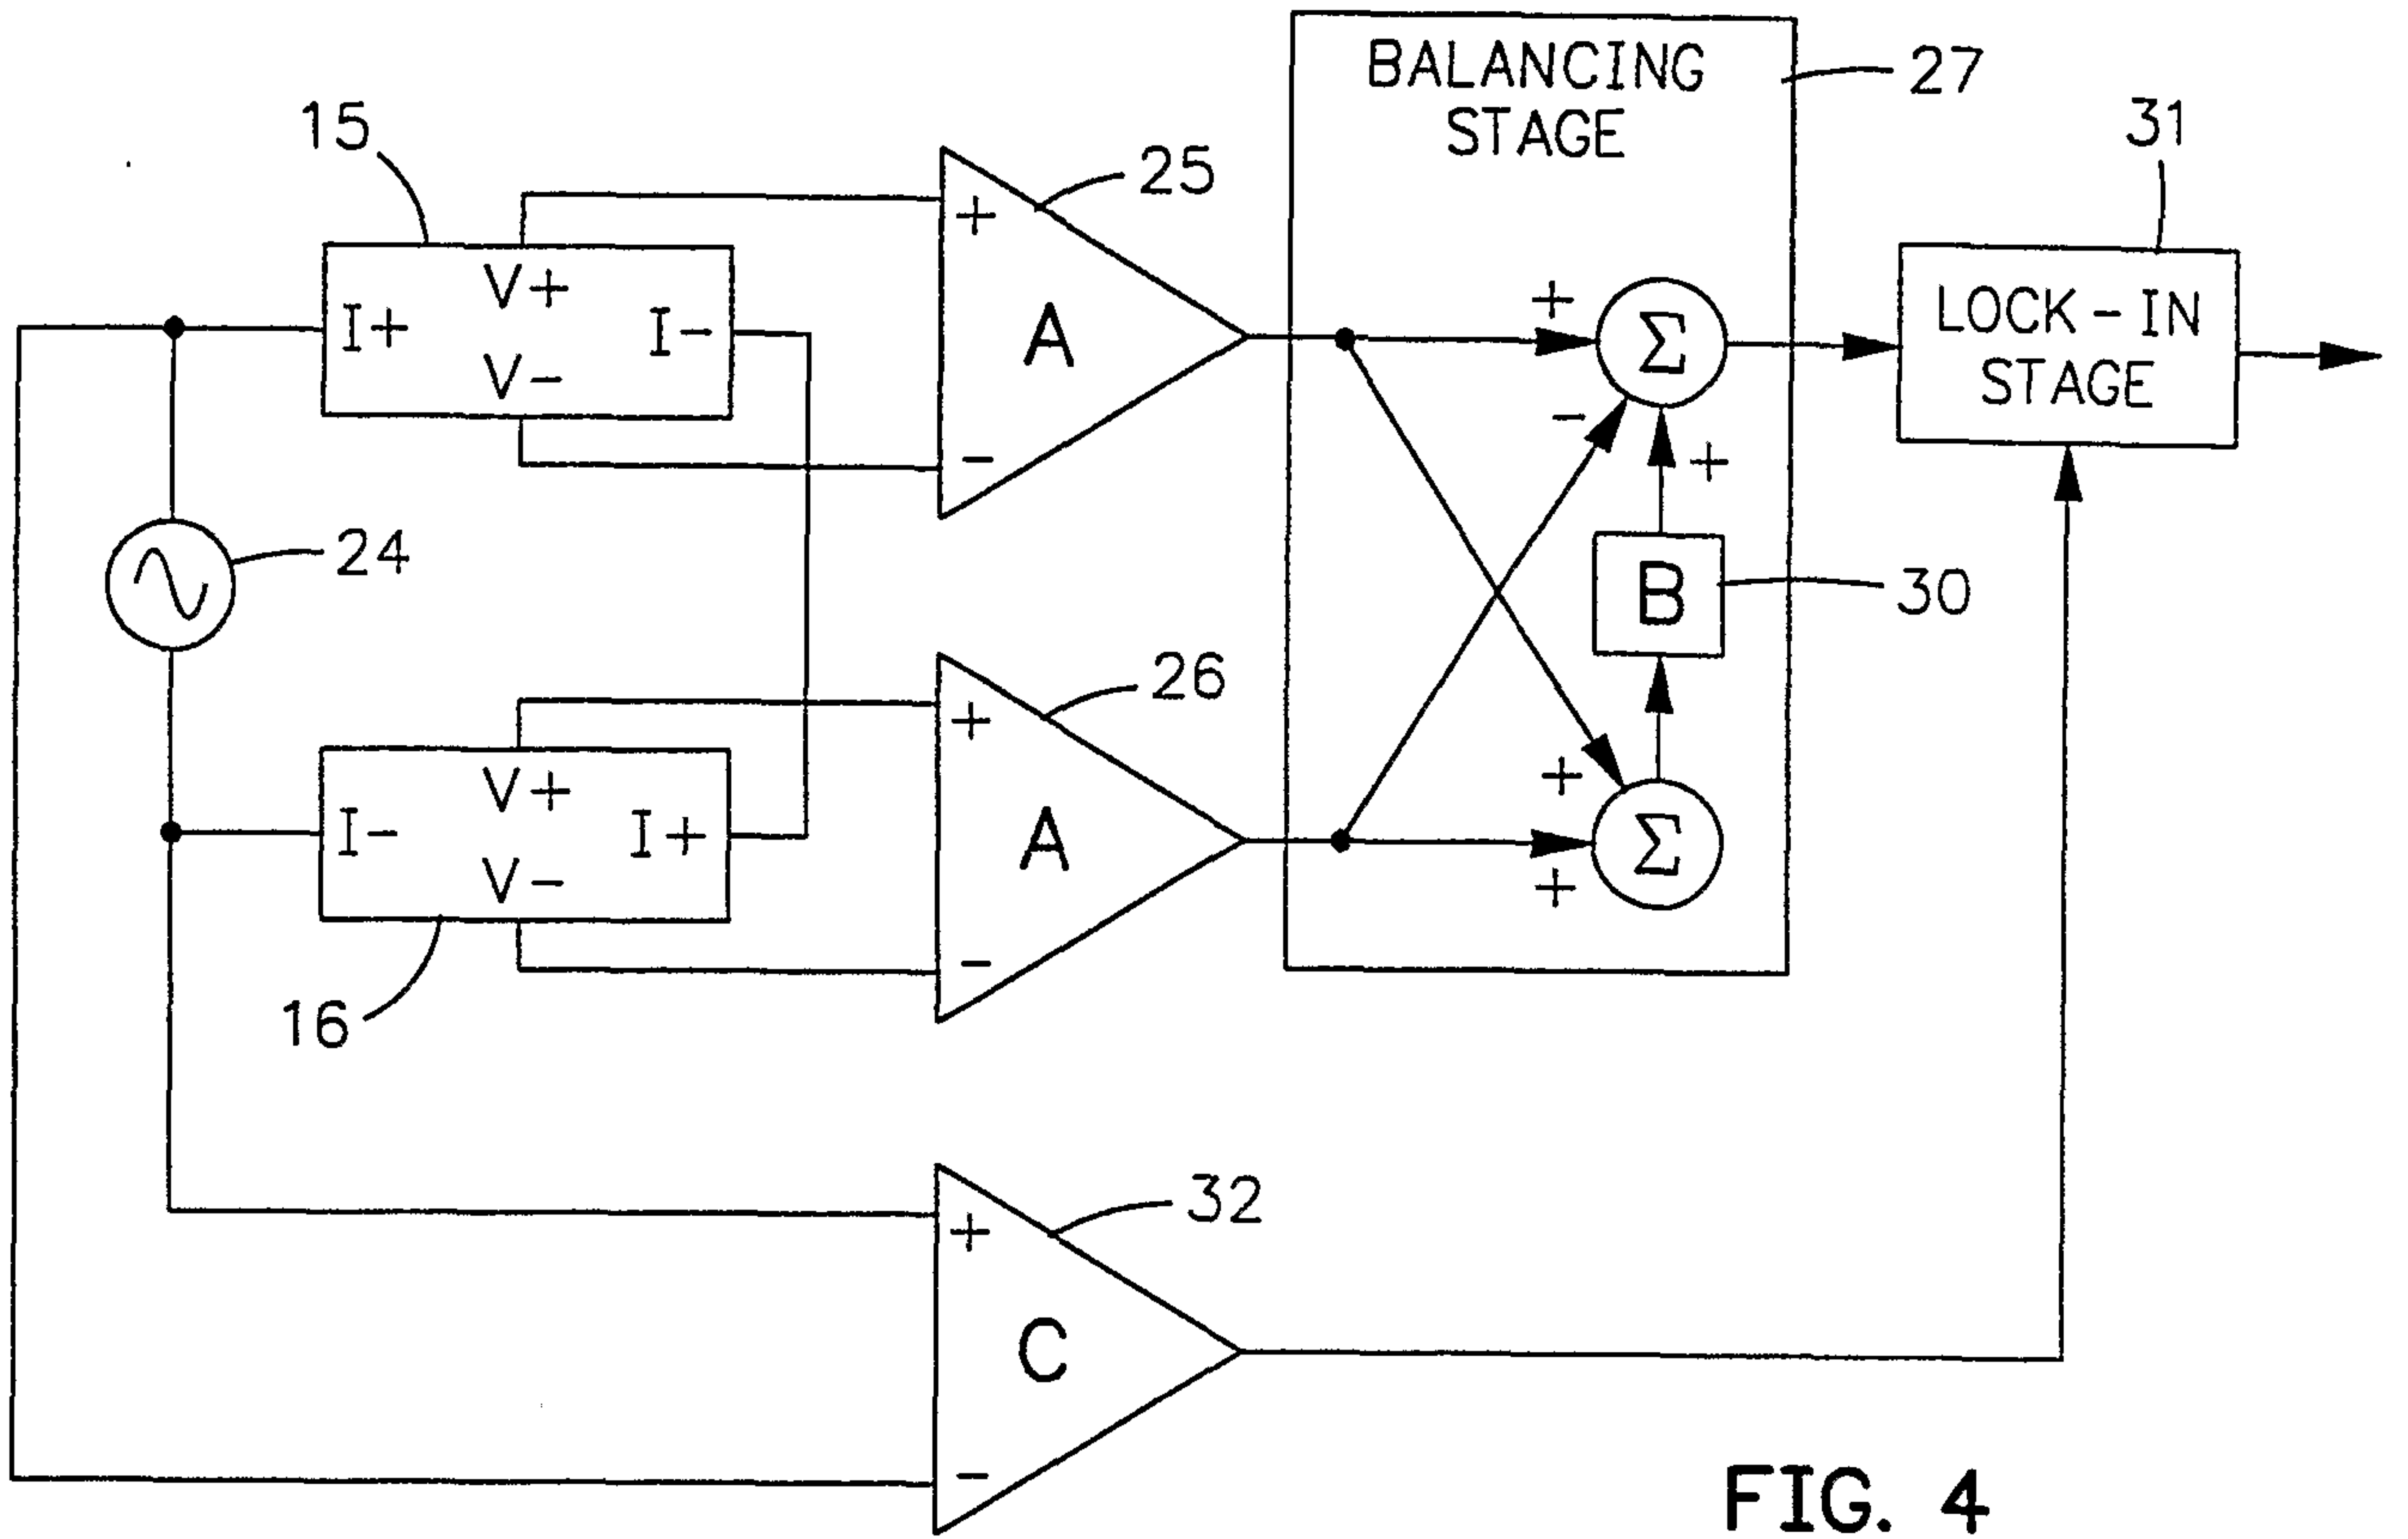 BALANCING
STAGE
27
31
15
25
V+
I+
I-
V-
+
A
-
+
Σ
-
+
LOCK-IN
STAGE
24
B
30
26
V+
I-
I+
V-
+
A
-
+
Σ
+
16
32
+
C
-
FIG. 4